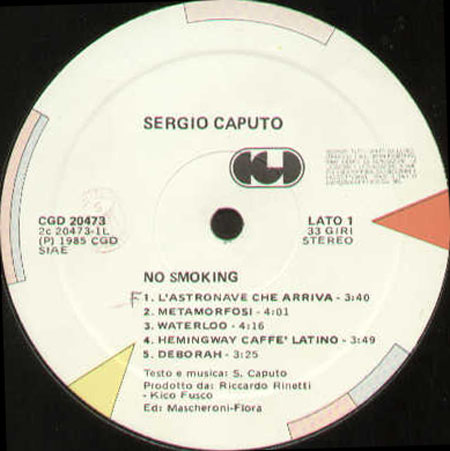 SERGIO CAPUTO
CGD
CGD 20473
2c 20473-1L
(P) 1985 CGD
SIAE
LATO 1
33 GIRI
STEREO
NO SMOKING
1. L'ASTRONAVE CHE ARRIVA - 3:40
2. METAMORFOSI - 4:01
3. WATERLOO - 4:16
4. HEMINGWAY CAFFE' LATINO - 3:49
5. DEBORAH - 3:25
Testo e musica: S. Caputo
Prodotto da: Riccardo Rinetti -
Kico Fusco
Ed: Mascheroni-Flora